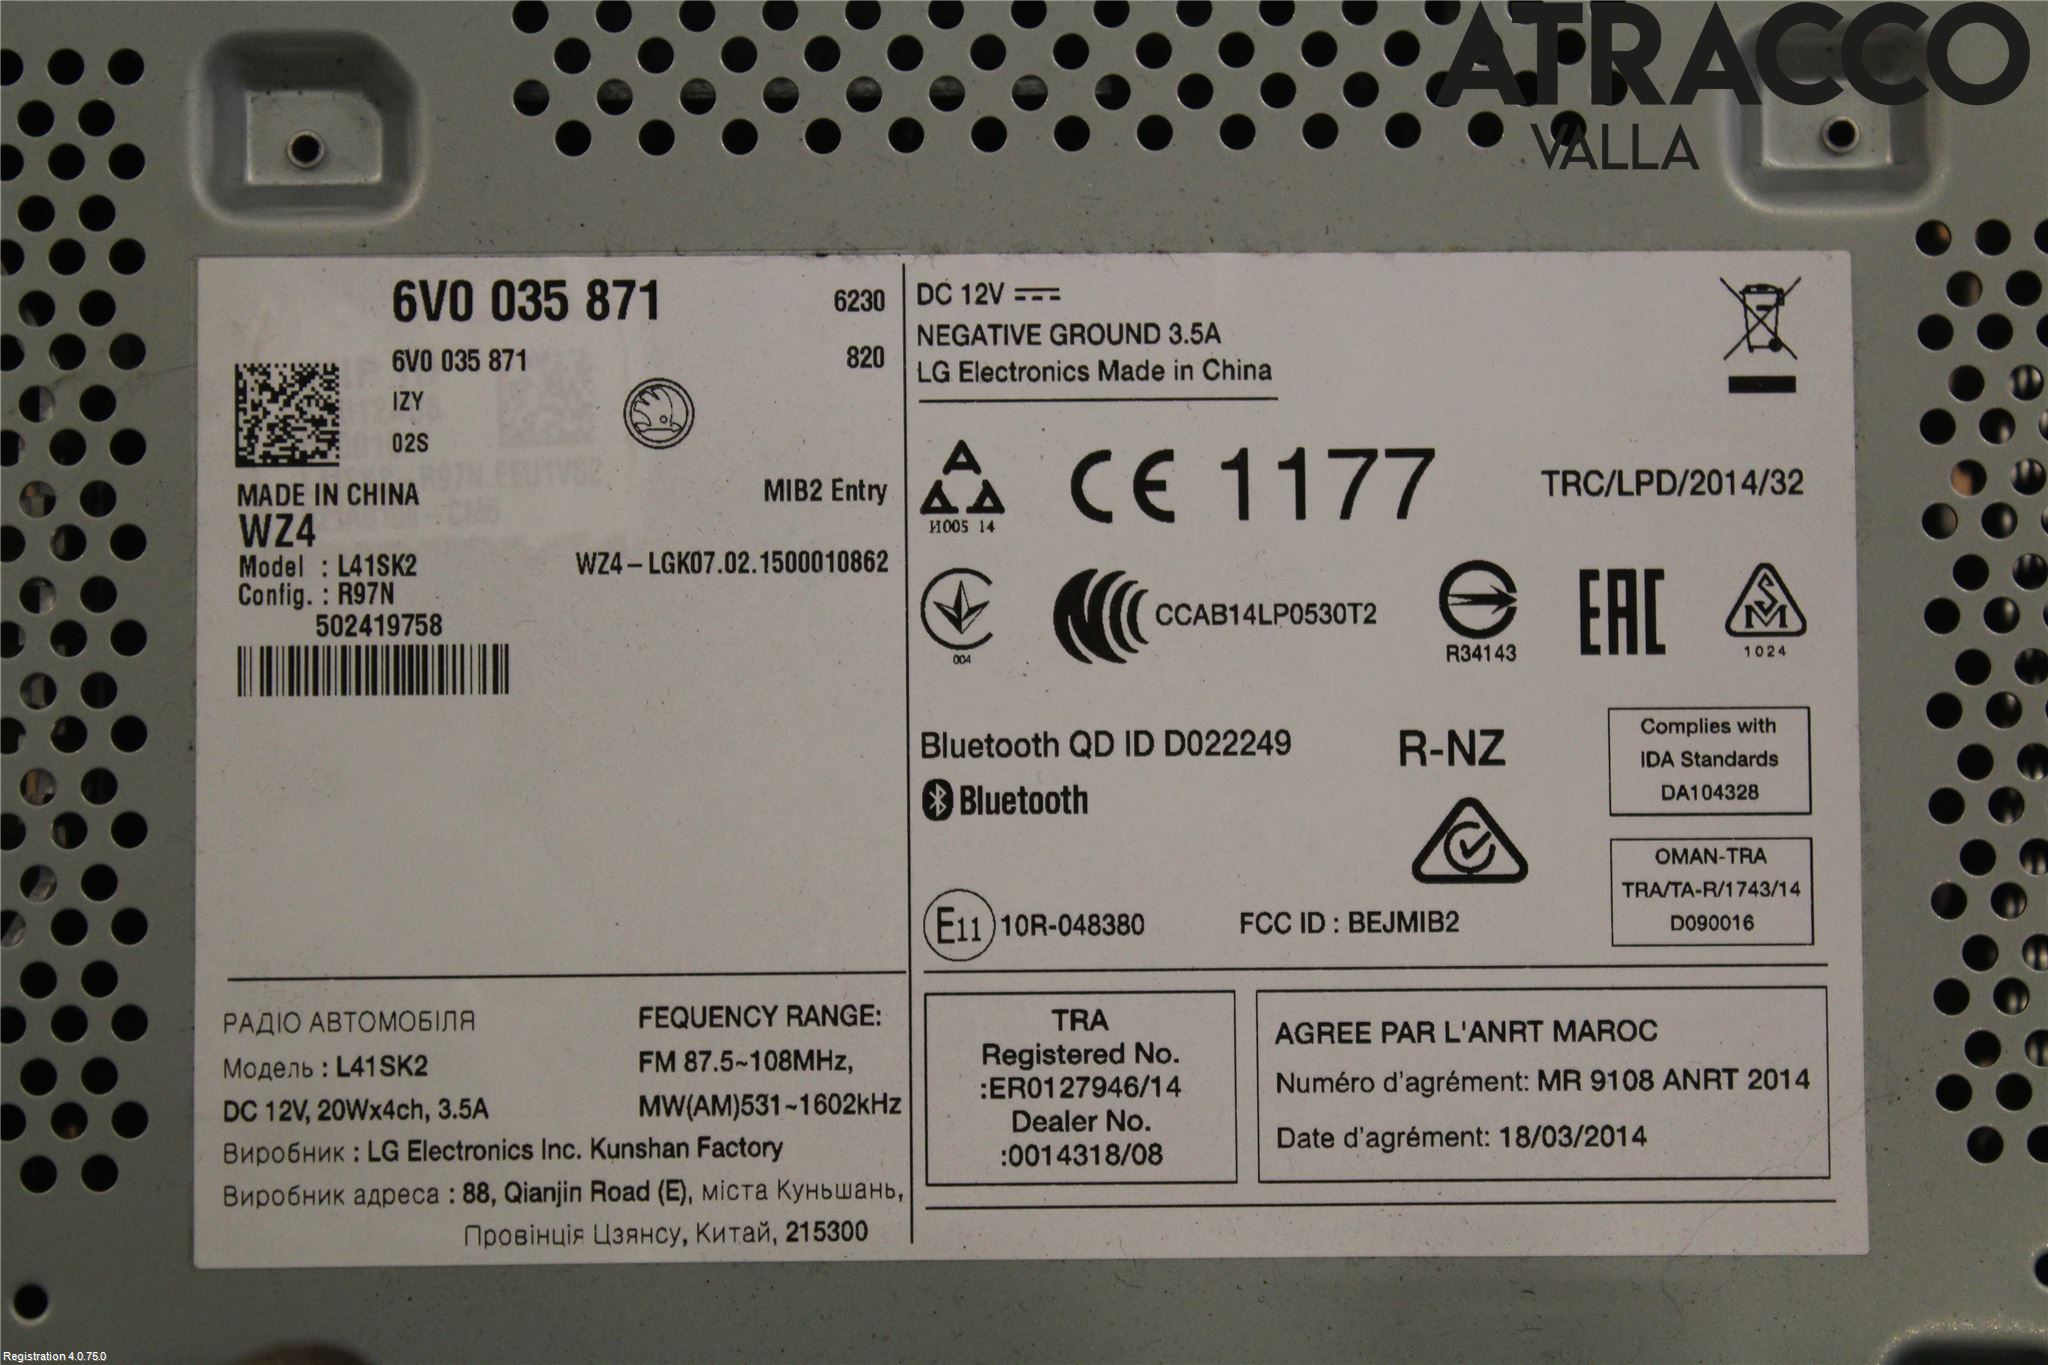 ATRACCO
VALLA
6V0 035 871
6230
6V0 035 871
820
IZY
02S
MADE IN CHINA
MIB2 Entry
WZ4
Model : L41SK2
WZ4-LGK07.02.1500010862
Config. : R97N
502419758
РАДІО АВТОМОБІЛЯ
Модель : L41SK2
DC 12V, 20Wx4ch, 3.5A
FEQUENCY RANGE:
FM 87.5~108MHz,
MW(AM)531~1602kHz
Виробник : LG Electronics Inc. Kunshan Factory
Виробник адреса : 88, Qianjin Road (E), міста Куньшань,
Провінція Цзянсу, Китай, 215300
DC 12V
NEGATIVE GROUND 3.5A
LG Electronics Made in China
И005 14
CE 1177
TRC/LPD/2014/32
004
CCAB14LP0530T2
R34143
EAC
SM
1024
Bluetooth QD ID D022249
R-NZ
Bluetooth
Complies with
IDA Standards
DA104328
OMAN-TRA
TRA/TA-R/1743/14
D090016
E11 10R-048380
FCC ID : BEJMIB2
TRA
Registered No.
:ER0127946/14
Dealer No.
:0014318/08
AGREE PAR L'ANRT MAROC
Numéro d'agrément: MR 9108 ANRT 2014
Date d'agrément: 18/03/2014
Registration 4.0.75.0